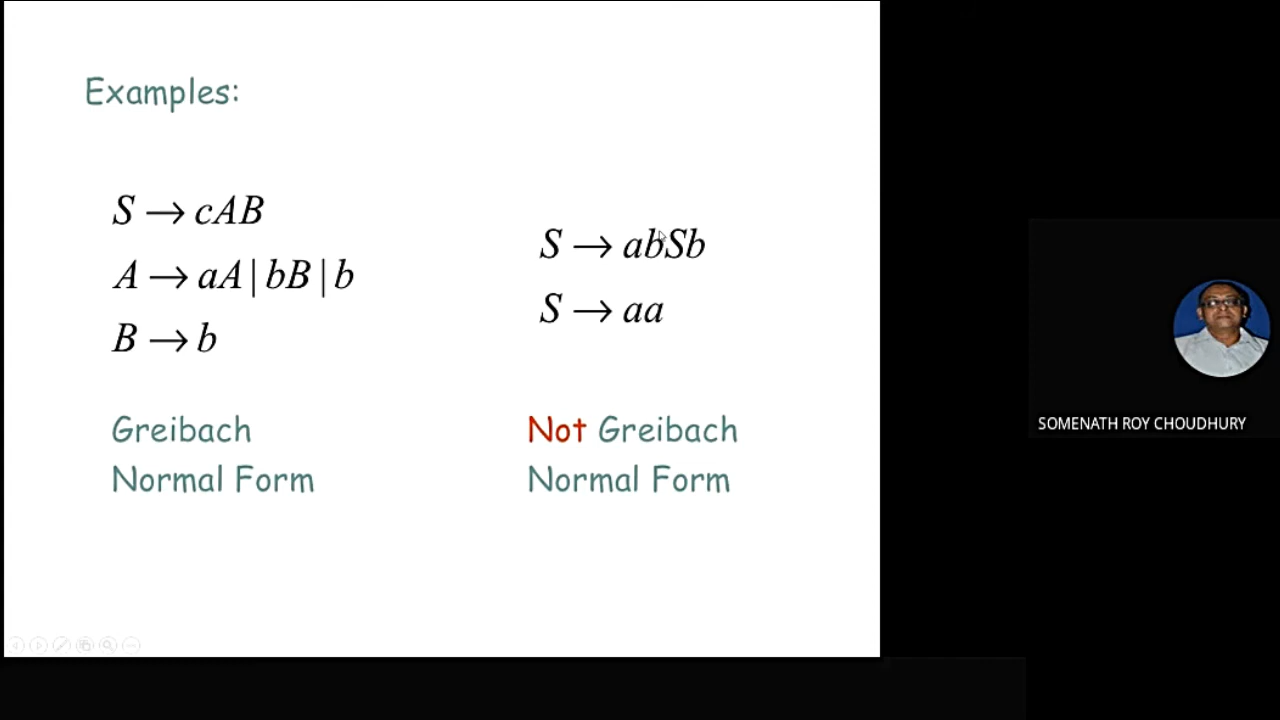 Examples:
S → cAB
A → aA | bB | b
B → b
Greibach
Normal Form
S → abSb
S → aa
Not Greibach
Normal Form
SOMENATH ROY CHOUDHURY